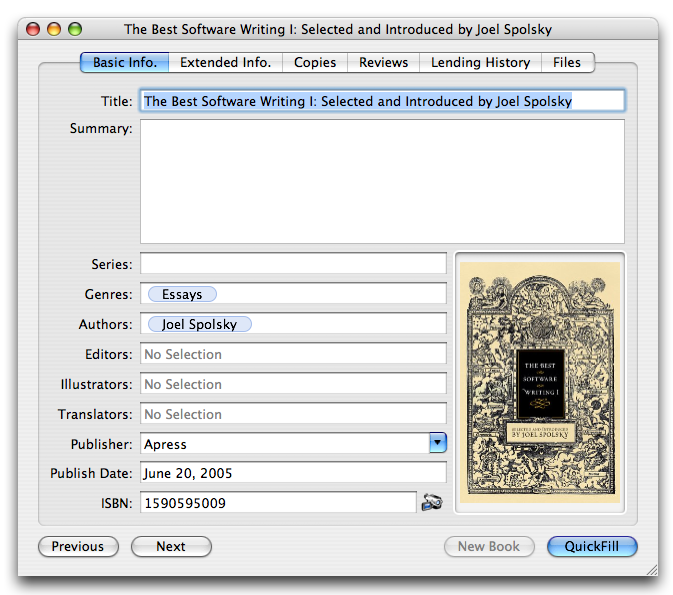 The Best Software Writing I: Selected and Introduced by Joel Spolsky
Basic Info. Extended Info. Copies Reviews Lending History Files
Title: The Best Software Writing I: Selected and Introduced by Joel Spolsky
Summary:
Series:
Genres: Essays
Authors: Joel Spolsky
Editors: No Selection
Illustrators: No Selection
Translators: No Selection
Publisher: Apress
Publish Date: June 20, 2005
ISBN: 1590595009
THE BEST
SOFTWARE
WRITING I
SELECTED AND INTRODUCED
BY JOEL SPOLSKY
Previous Next New Book QuickFill